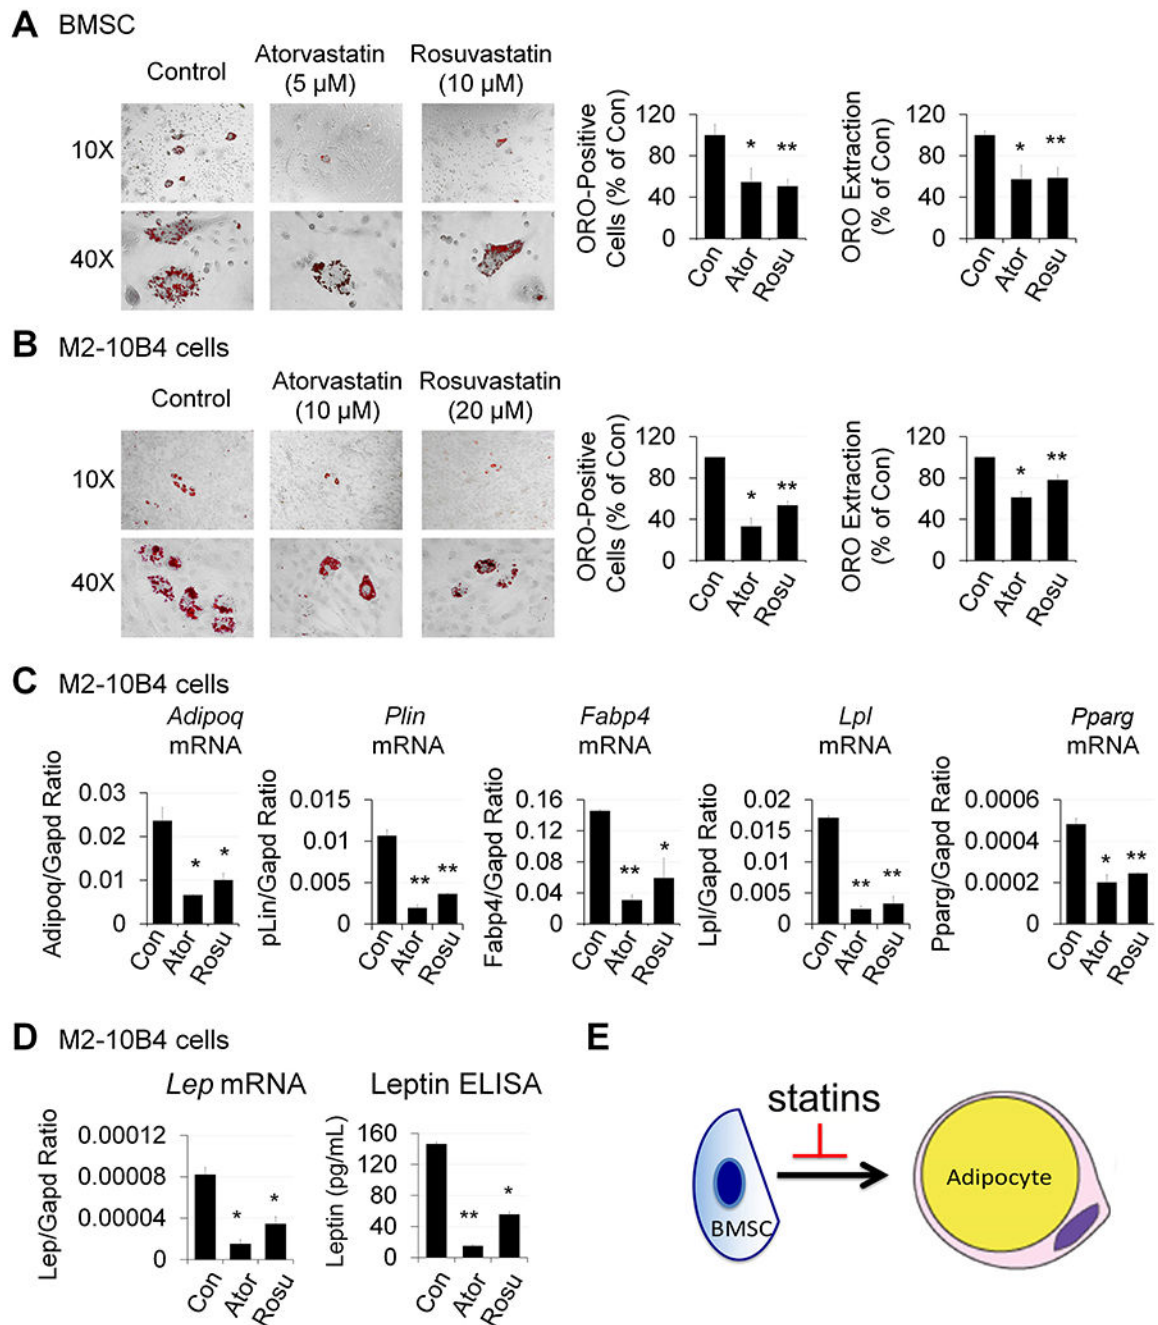 A BMSC
Control
Atorvastatin
(5 µM)
Rosuvastatin
(10 µM)
10X
40X
ORO-Positive
Cells (% of Con)
120
80
40
0
* **
Con Ator Rosu
ORO Extraction
(% of Con)
120
80
40
0
* **
Con Ator Rosu
B M2-10B4 cells
Control
Atorvastatin
(10 µM)
Rosuvastatin
(20 µM)
10X
40X
ORO-Positive
Cells (% of Con)
120
80
40
0
* **
Con Ator Rosu
ORO Extraction
(% of Con)
120
80
40
0
* **
Con Ator Rosu
C M2-10B4 cells
Adipoq
mRNA
Adipoq/Gapd Ratio
0.03
0.02
0.01
0
* *
Con Ator Rosu
Plin
mRNA
pLin/Gapd Ratio
0.015
0.01
0.005
0
** **
Con Ator Rosu
Fabp4
mRNA
Fabp4/Gapd Ratio
0.16
0.12
0.08
0.04
0
** *
Con Ator Rosu
Lpl
mRNA
Lpl/Gapd Ratio
0.02
0.015
0.01
0.005
0
** **
Con Ator Rosu
Pparg
mRNA
Pparg/Gapd Ratio
0.0006
0.0004
0.0002
0
* **
Con Ator Rosu
D M2-10B4 cells
Lep mRNA
Lep/Gapd Ratio
0.00012
0.00008
0.00004
0
* *
Con Ator Rosu
Leptin ELISA
Leptin (pg/mL)
160
120
80
40
0
** *
Con Ator Rosu
E
statins
BMSC
Adipocyte